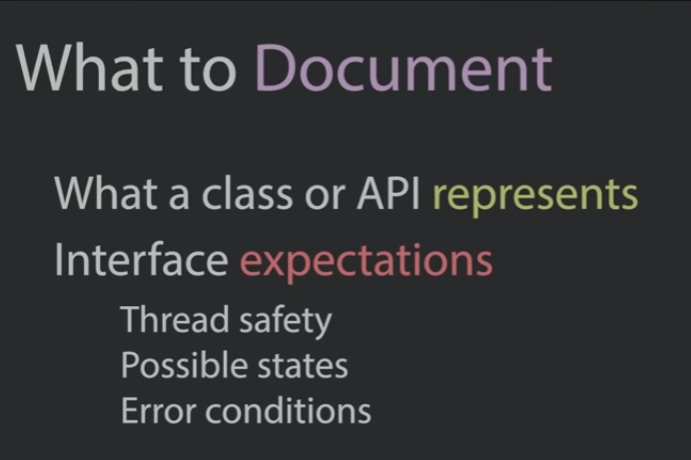 What to Document
What a class or API represents
Interface expectations
Thread safety
Possible states
Error conditions